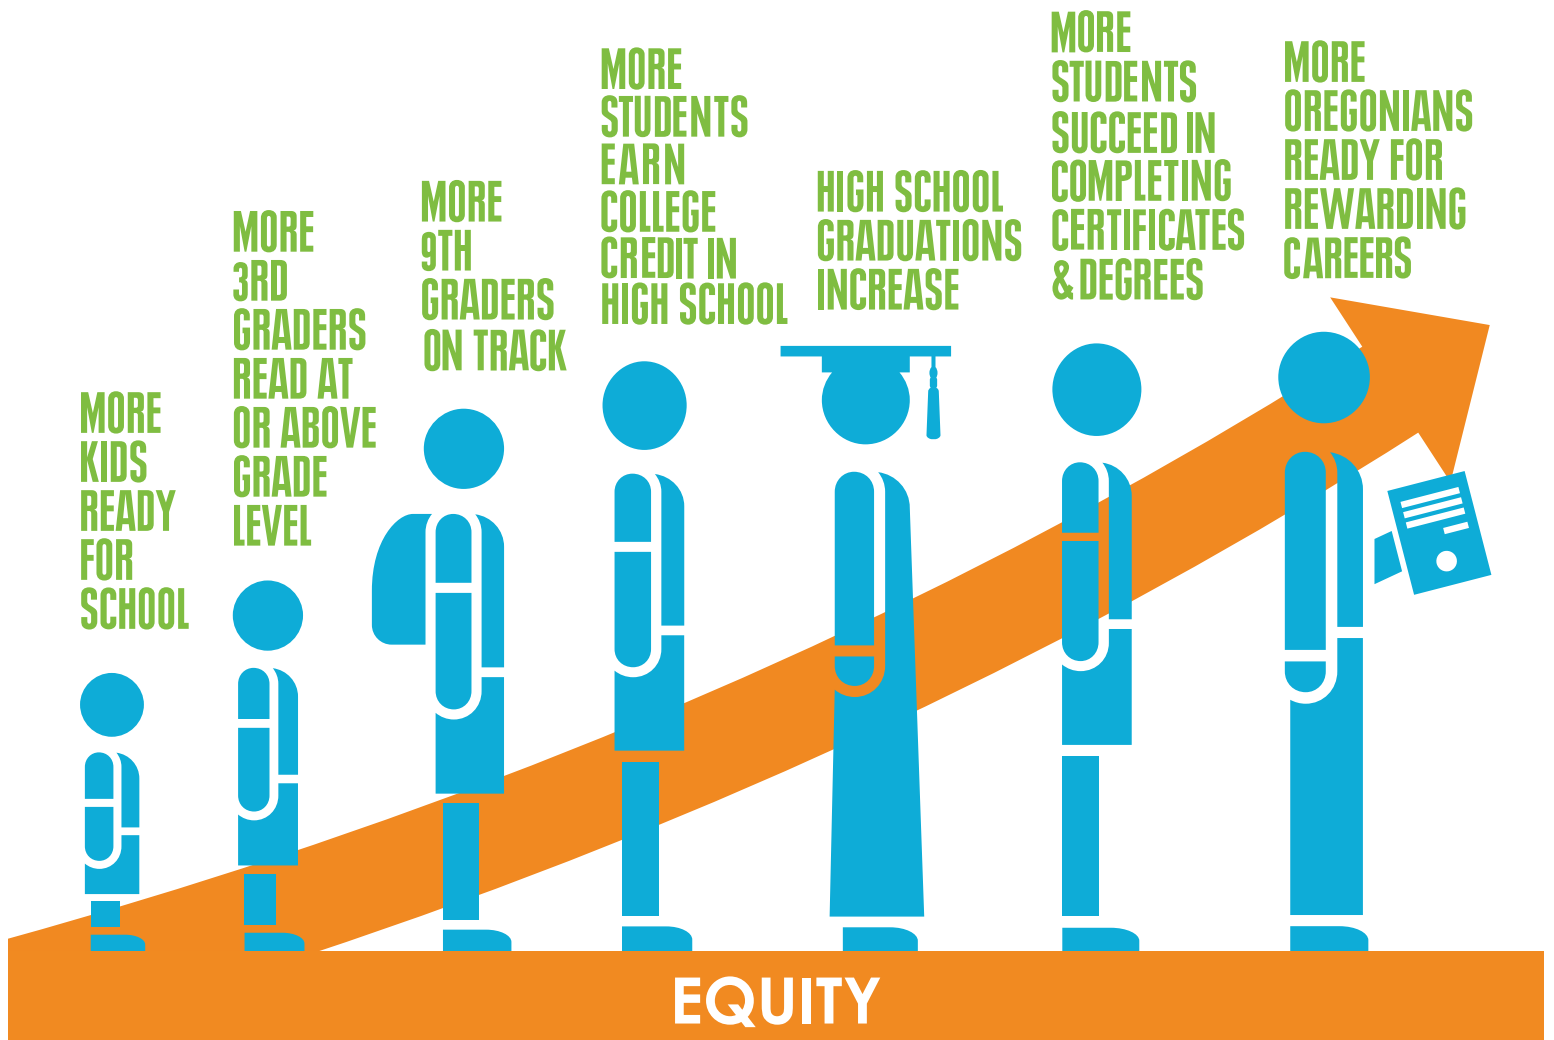 MORE
KIDS
READY
FOR
SCHOOL
MORE
3RD
GRADERS
READ AT
OR ABOVE
GRADE
LEVEL
MORE
9TH
GRADERS
ON TRACK
MORE
STUDENTS
EARN
COLLEGE
CREDIT IN
HIGH SCHOOL
HIGH SCHOOL
GRADUATIONS
INCREASE
MORE
STUDENTS
SUCCEED IN
COMPLETING
CERTIFICATES
& DEGREES
MORE
OREGONIANS
READY FOR
REWARDING
CAREERS
EQUITY